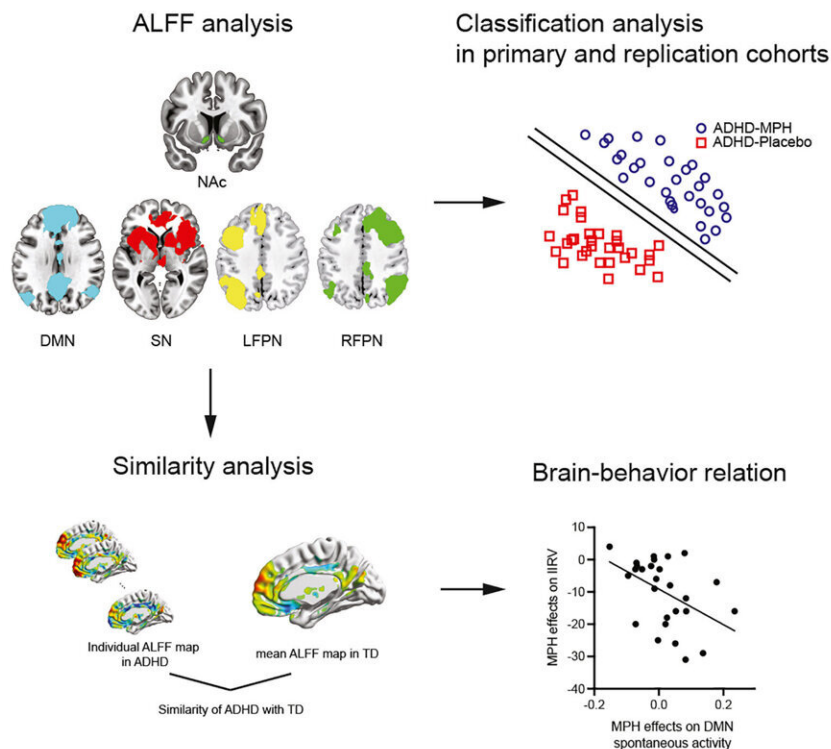 ALFF analysis
Classification analysis
in primary and replication cohorts
NAc
DMN
SN
LFPN
RFPN
ADHD-MPH
ADHD-Placebo
Similarity analysis
Individual ALFF map
in ADHD
mean ALFF map in TD
Similarity of ADHD with TD
Brain-behavior relation
MPH effects on IIRV
10
0
-10
-20
-30
-40
-0.2
0.0
0.2
MPH effects on DMN
spontaneous activity